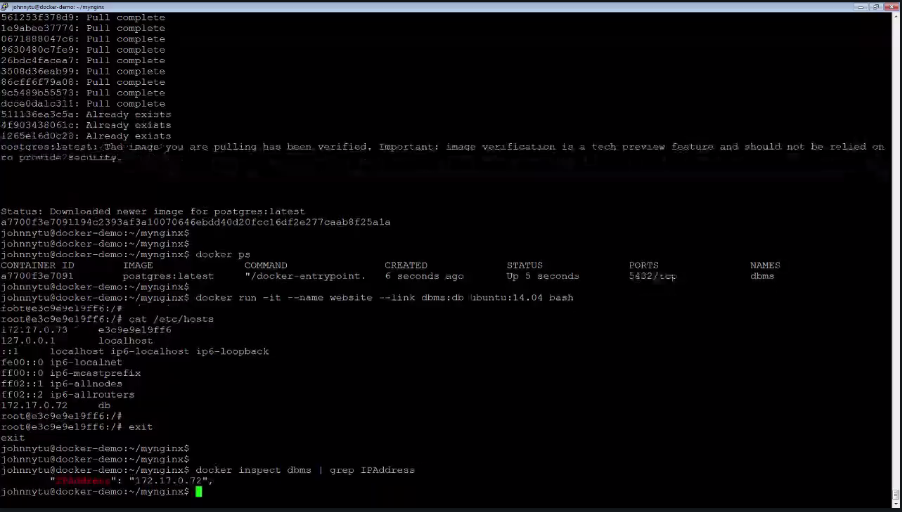 johnnytu@docker-demo: ~/mynginx
561253f378d9: Pull complete
1e9abee37774: Pull complete
0671888047c6: Pull complete
9630480c7fe9: Pull complete
26bdc4facea7: Pull complete
3508d36eab99: Pull complete
86cff6f79a08: Pull complete
9c5489b55573: Pull complete
dcce0da1c311: Pull complete
511136ea3c5a: Already exists
4f903438061c: Already exists
1265e16d0c28: Already exists
postgres:latest: The image you are pulling has been verified. Important: image verification is a tech preview feature and should not be relied on
to provide security.
Status: Downloaded newer image for postgres:latest
a7700f3e7091194c2393af3a10070646ebdd40d20fcc16df2e277caab8f25a1a
johnnytu@docker-demo:~/mynginx$
johnnytu@docker-demo:~/mynginx$
johnnytu@docker-demo:~/mynginx$ docker ps
CONTAINER ID IMAGE COMMAND CREATED STATUS PORTS NAMES
a7700f3e7091 postgres:latest "/docker-entrypoint. 6 seconds ago Up 5 seconds 5432/tcp dbms
johnnytu@docker-demo:~/mynginx$ docker run -it --name website --link dbms:db ubuntu:14.04 bash
root@e3c9e9e19ff6:/#
root@e3c9e9e19ff6:/# cat /etc/hosts
172.17.0.73 e3c9e9e19ff6
127.0.0.1 localhost
::1 localhost ip6-localhost ip6-loopback
fe00::0 ip6-localnet
ff00::0 ip6-mcastprefix
ff02::1 ip6-allnodes
ff02::2 ip6-allrouters
172.17.0.72 db
root@e3c9e9e19ff6:/#
root@e3c9e9e19ff6:/# exit
exit
johnnytu@docker-demo:~/mynginx$
johnnytu@docker-demo:~/mynginx$
johnnytu@docker-demo:~/mynginx$ docker inspect dbms | grep IPAddress
"IPAddress": "172.17.0.72",
johnnytu@docker-demo:~/mynginx$